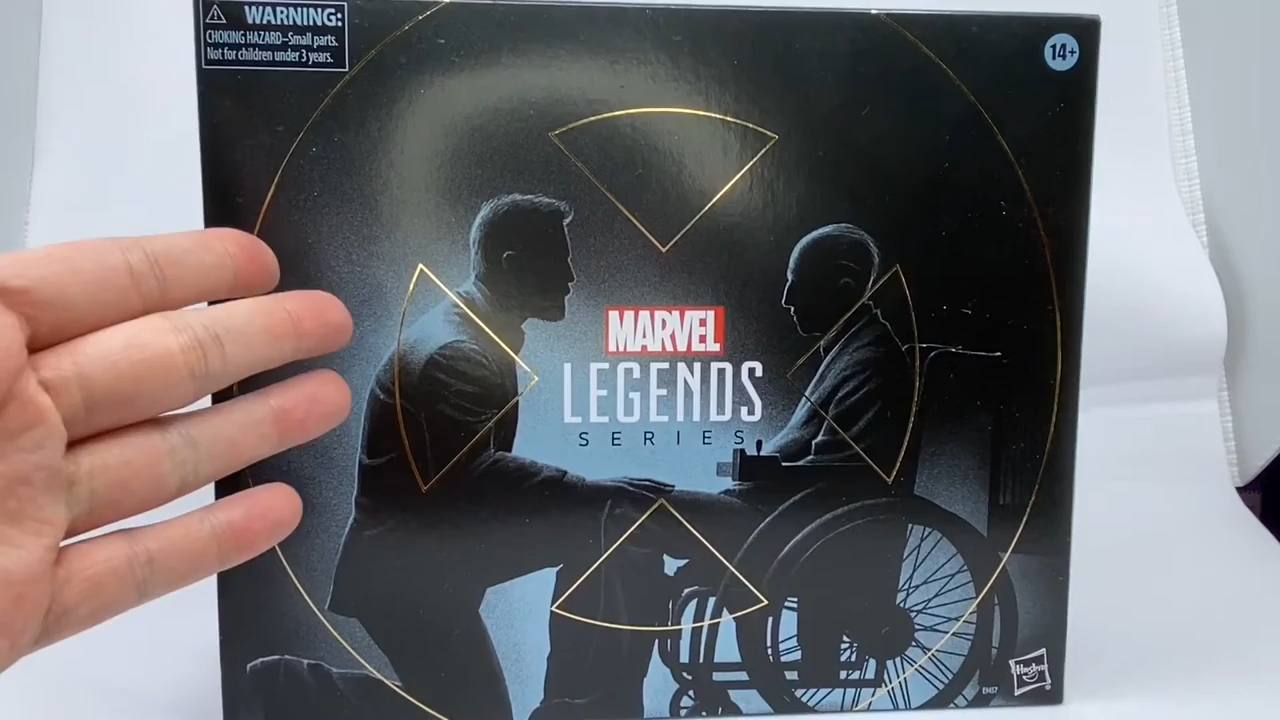 WARNING:
CHOKING HAZARD–Small parts.
Not for children under 3 years.
14+
MARVEL
LEGENDS
SERIES
Hasbro